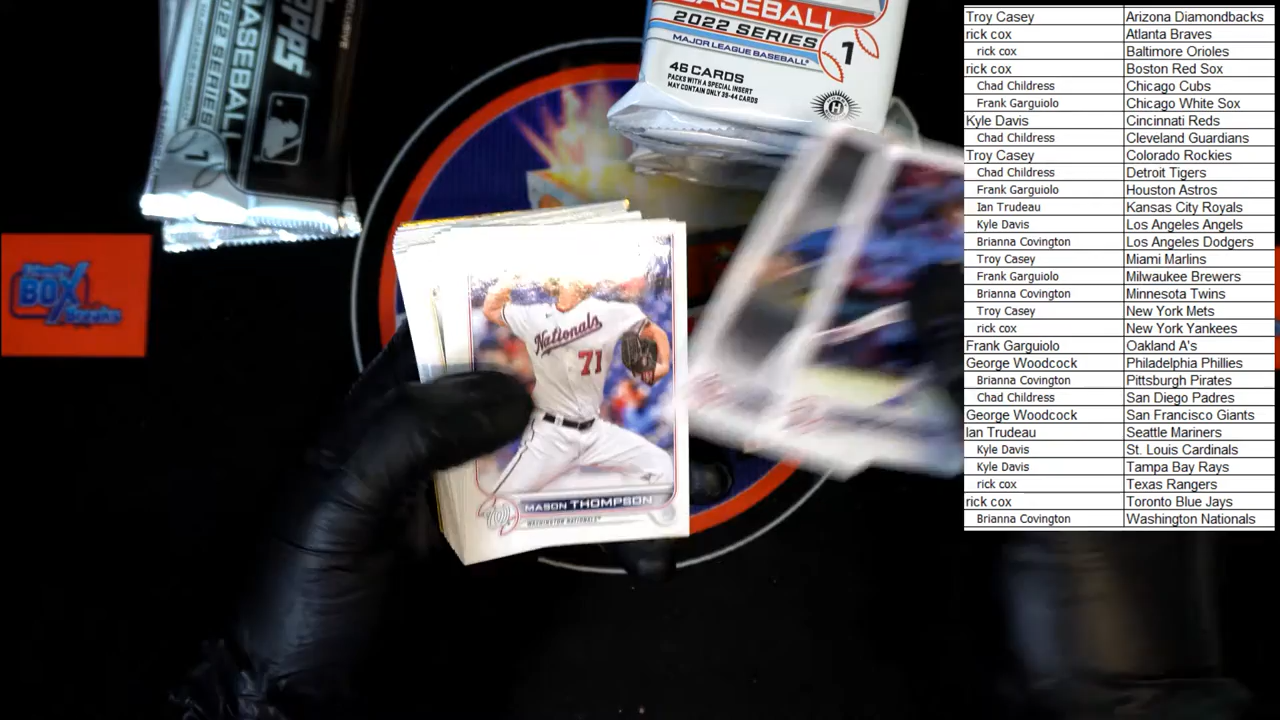 BASEBALL
2022 SERIES 1
MAJOR LEAGUE BASEBALL
46 CARDS
PACKS WITH A SPECIAL INSERT
MAY CONTAIN ONLY 39-44 CARDS
TOPPS
2022 SERIES
BASEBALL
1
BOX
Breaks
Nationals
71
MASON THOMPSON
WASHINGTON NATIONALS
Troy Casey Arizona Diamondbacks
rick cox Atlanta Braves
rick cox Baltimore Orioles
rick cox Boston Red Sox
Chad Childress Chicago Cubs
Frank Garguiolo Chicago White Sox
Kyle Davis Cincinnati Reds
Chad Childress Cleveland Guardians
Troy Casey Colorado Rockies
Chad Childress Detroit Tigers
Frank Garguiolo Houston Astros
Ian Trudeau Kansas City Royals
Kyle Davis Los Angeles Angels
Brianna Covington Los Angeles Dodgers
Troy Casey Miami Marlins
Frank Garguiolo Milwaukee Brewers
Brianna Covington Minnesota Twins
Troy Casey New York Mets
rick cox New York Yankees
Frank Garguiolo Oakland A's
George Woodcock Philadelphia Phillies
Brianna Covington Pittsburgh Pirates
Chad Childress San Diego Padres
George Woodcock San Francisco Giants
Ian Trudeau Seattle Mariners
Kyle Davis St. Louis Cardinals
Kyle Davis Tampa Bay Rays
rick cox Texas Rangers
rick cox Toronto Blue Jays
Brianna Covington Washington Nationals